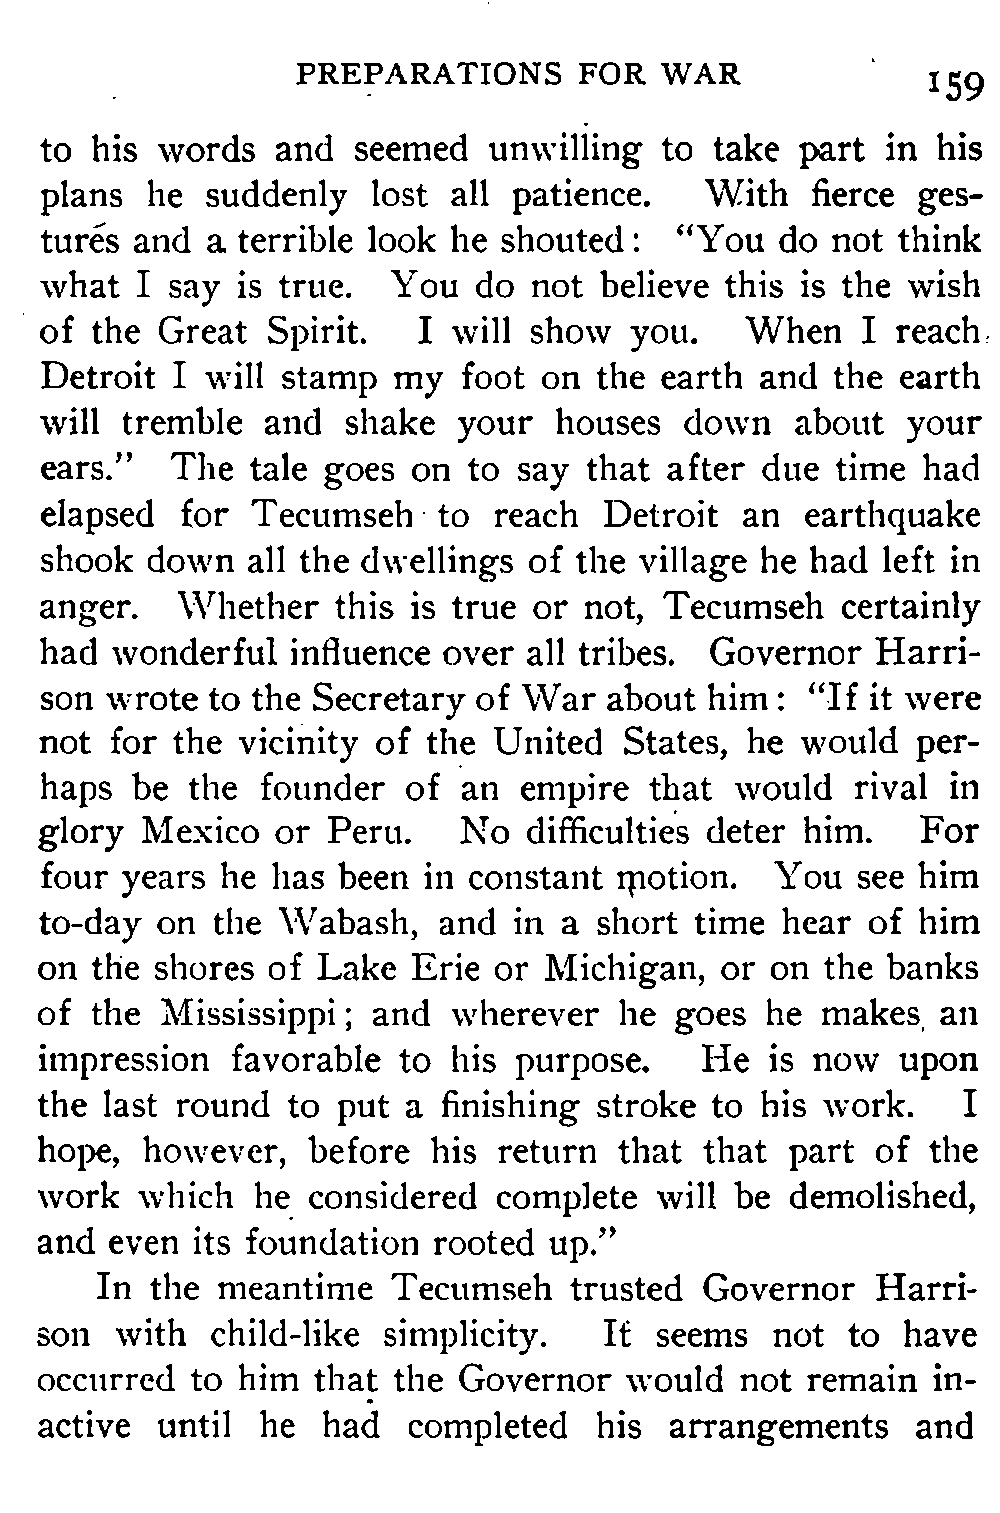 PREPARATIONS FOR WAR 159
to his words and seemed unwilling to take part in his
plans he suddenly lost all patience. With fierce ges-
tures and a terrible look he shouted: "You do not think
what I say is true. You do not believe this is the wish
of the Great Spirit. I will show you. When I reach
Detroit I will stamp my foot on the earth and the earth
will tremble and shake your houses down about your
ears." The tale goes on to say that after due time had
elapsed for Tecumseh to reach Detroit an earthquake
shook down all the dwellings of the village he had left in
anger. Whether this is true or not, Tecumseh certainly
had wonderful influence over all tribes. Governor Harri-
son wrote to the Secretary of War about him: "If it were
not for the vicinity of the United States, he would per-
haps be the founder of an empire that would rival in
glory Mexico or Peru. No difficulties deter him. For
four years he has been in constant motion. You see him
to-day on the Wabash, and in a short time hear of him
on the shores of Lake Erie or Michigan, or on the banks
of the Mississippi; and wherever he goes he makes an
impression favorable to his purpose. He is now upon
the last round to put a finishing stroke to his work. I
hope, however, before his return that that part of the
work which he considered complete will be demolished,
and even its foundation rooted up."
In the meantime Tecumseh trusted Governor Harri-
son with child-like simplicity. It seems not to have
occurred to him that the Governor would not remain in-
active until he had completed his arrangements and